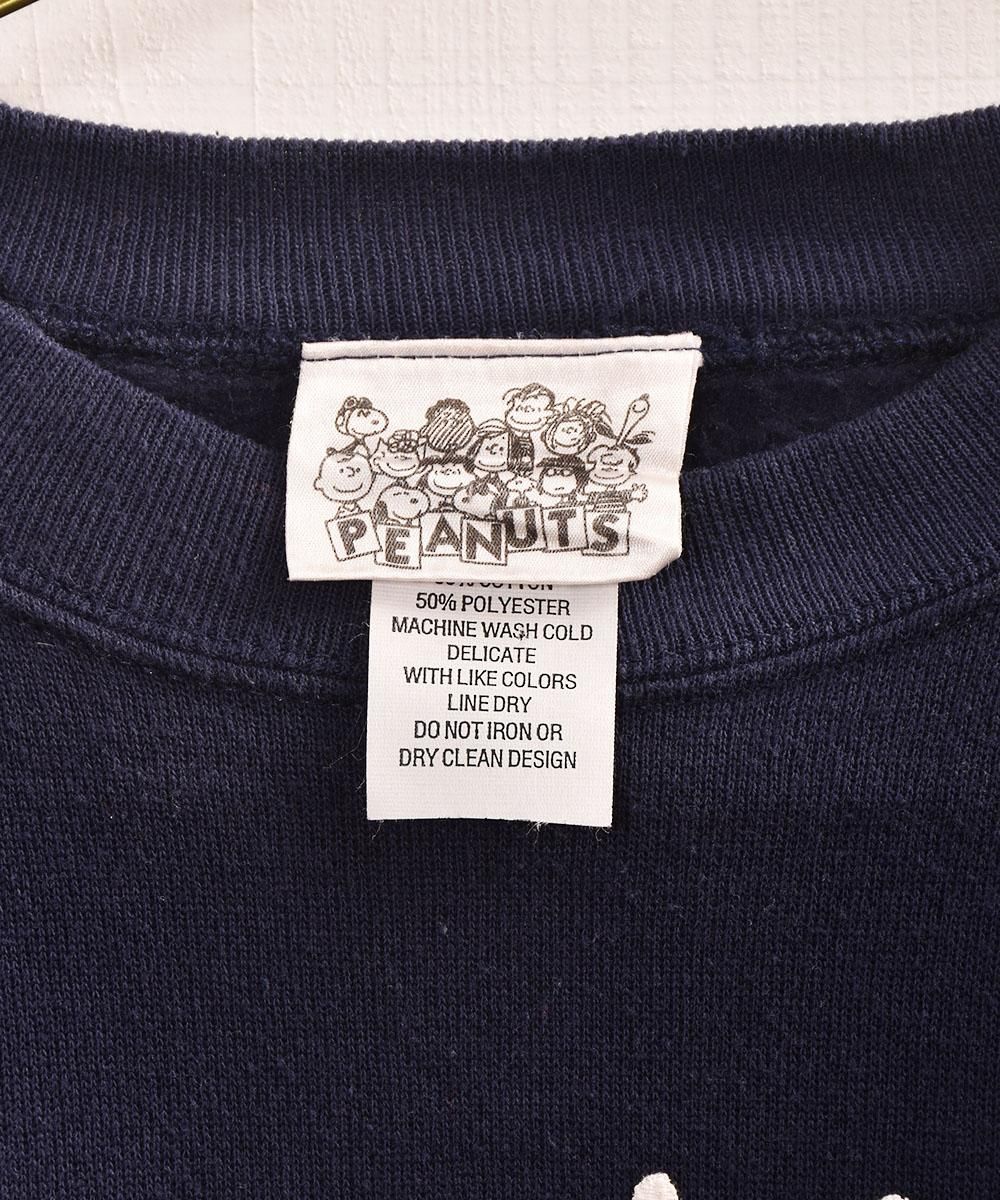 PEANUTS
COTTON
50% POLYESTER
MACHINE WASH COLD
DELICATE
WITH LIKE COLORS
LINE DRY
DO NOT IRON OR
DRY CLEAN DESIGN